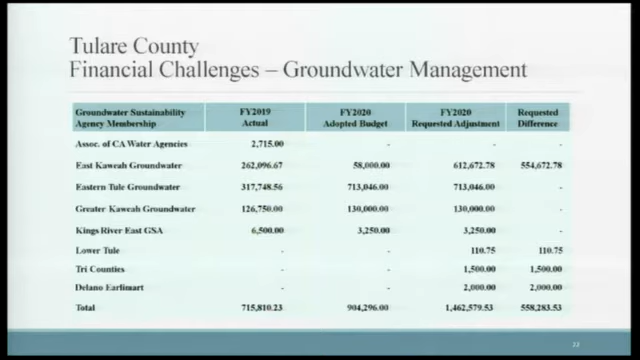 Tulare County
Financial Challenges – Groundwater Management
Groundwater Sustainability Agency Membership | FY2019 Actual | FY2020 Adopted Budget | FY2020 Requested Adjustment | Requested Difference
Assoc. of CA Water Agencies 2,715.00 - - -
East Kaweah Groundwater 262,096.67 58,000.00 612,672.78 554,672.78
Eastern Tule Groundwater 317,748.56 713,046.00 713,046.00 -
Greater Kaweah Groundwater 126,750.00 130,000.00 130,000.00 -
Kings River East GSA 6,500.00 3,250.00 3,250.00 -
Lower Tule - - 110.75 110.75
Tri Counties - - 1,500.00 1,500.00
Delano Earlimart - - 2,000.00 2,000.00
Total 715,810.23 904,296.00 1,462,579.53 558,283.53
22